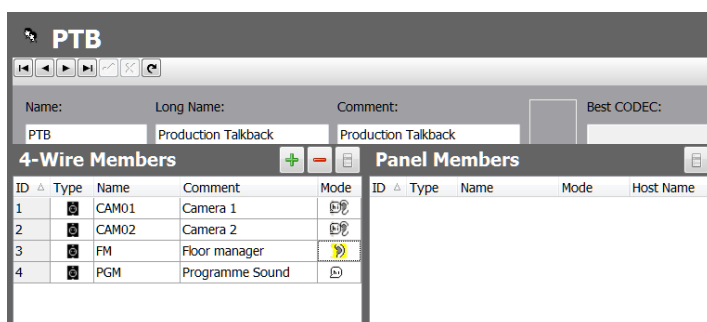 PTB
Name: Long Name: Comment: Best CODEC:
PTB Production Talkback Production Talkback
4-Wire Members Panel Members
ID Type Name Comment Mode ID Type Name Mode Host Name
1 CAM01 Camera 1
2 CAM02 Camera 2
3 FM Floor manager
4 PGM Programme Sound